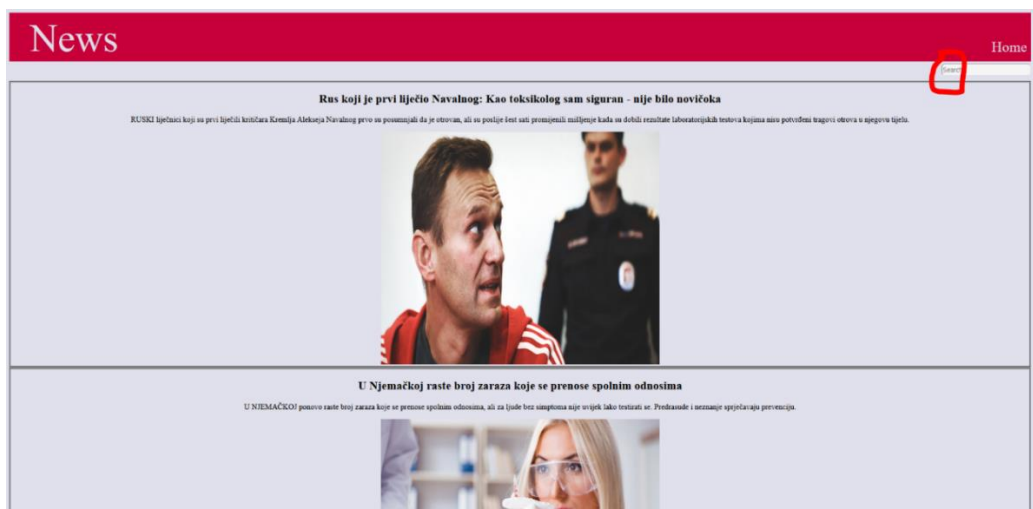 News
Home
Search
Rus koji je prvi liječio Navalnog: Kao toksikolog sam siguran - nije bilo novičoka
RUSKI liječnici koji su prvi liječili kritičara Kremlja Alekseja Navalnog prvo su posumnjali da je otrovan, ali su poslije šest sati promijenili mišljenje kada su dobili rezultate laboratorijskih testova kojima nisu potvrđeni tragovi otrova u njegovu tijelu.
U Njemačkoj raste broj zaraza koje se prenose spolnim odnosima
U NJEMAČKOJ ponovo raste broj zaraza koje se prenose spolnim odnosima, ali za ljude bez simptoma nije uvijek lako testirati se. Predrasude i neznanje sprječavaju prevenciju.